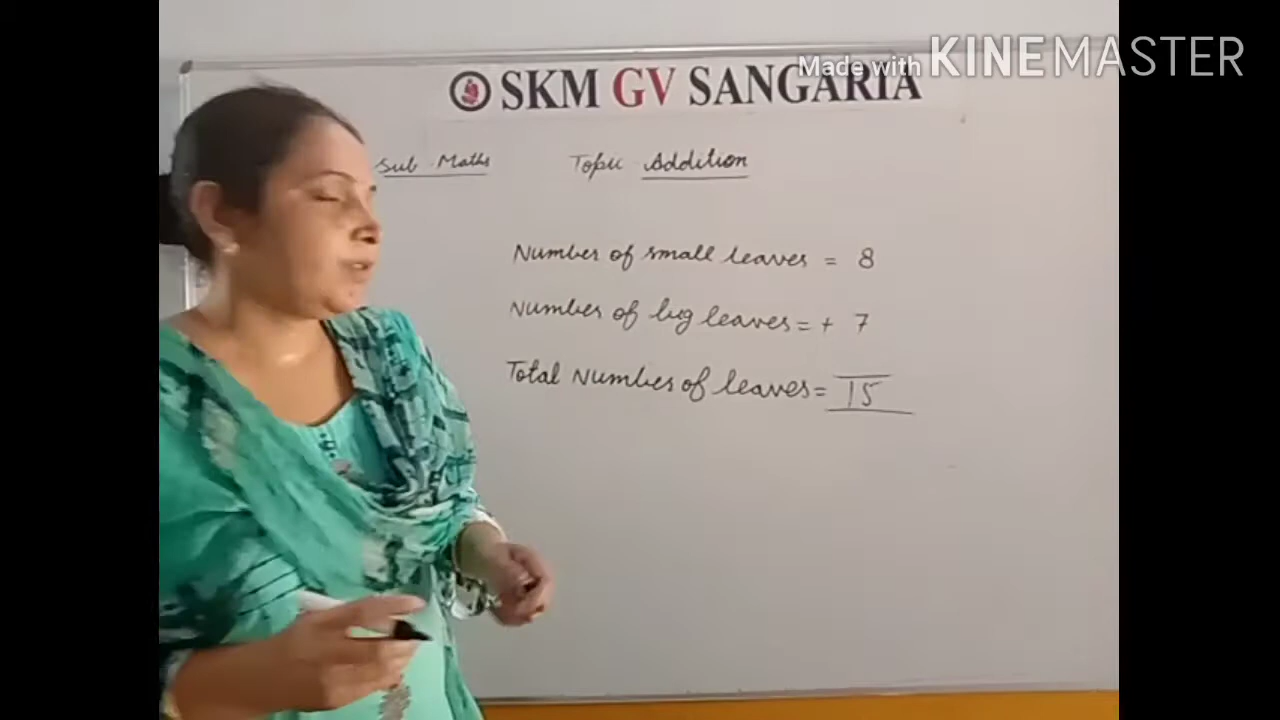 Made with KINEMASTER
SKM GV SANGARIA
Sub Maths Topic Addition
Number of small leaves = 8
Number of big leaves = + 7
Total Number of leaves = 15